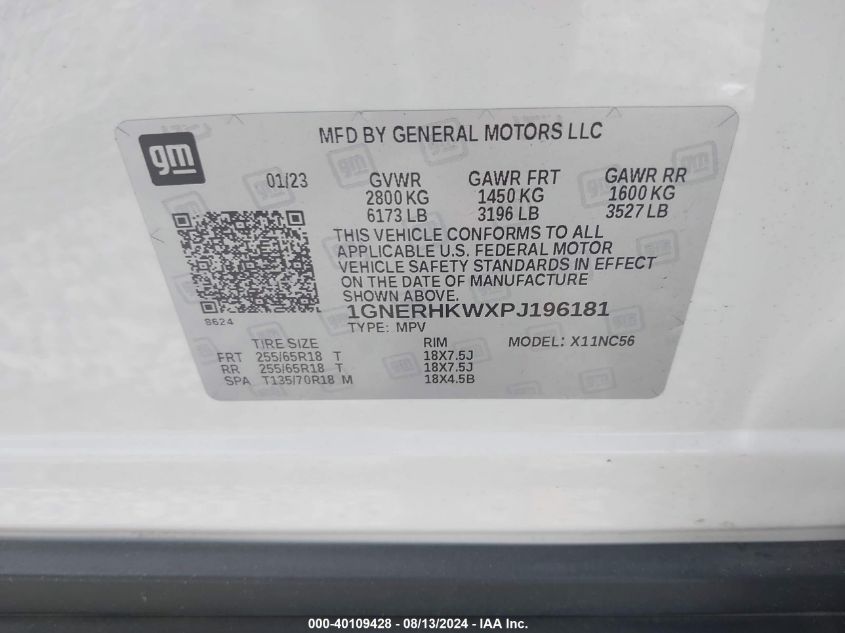 gm
MFD BY GENERAL MOTORS LLC
01/23 GVWR GAWR FRT GAWR RR
2800 KG 1450 KG 1600 KG
6173 LB 3196 LB 3527 LB
THIS VEHICLE CONFORMS TO ALL
APPLICABLE U.S. FEDERAL MOTOR
VEHICLE SAFETY STANDARDS IN EFFECT
ON THE DATE OF MANUFACTURE
SHOWN ABOVE.
1GNERHKWXPJ196181
8624
TYPE: MPV
TIRE SIZE RIM MODEL: X11NC56
FRT 255/65R18 T 18X7.5J
RR 255/65R18 T 18X7.5J
SPA T135/70R18 M 18X4.5B
000-40109428 - 08/13/2024 - IAA Inc.